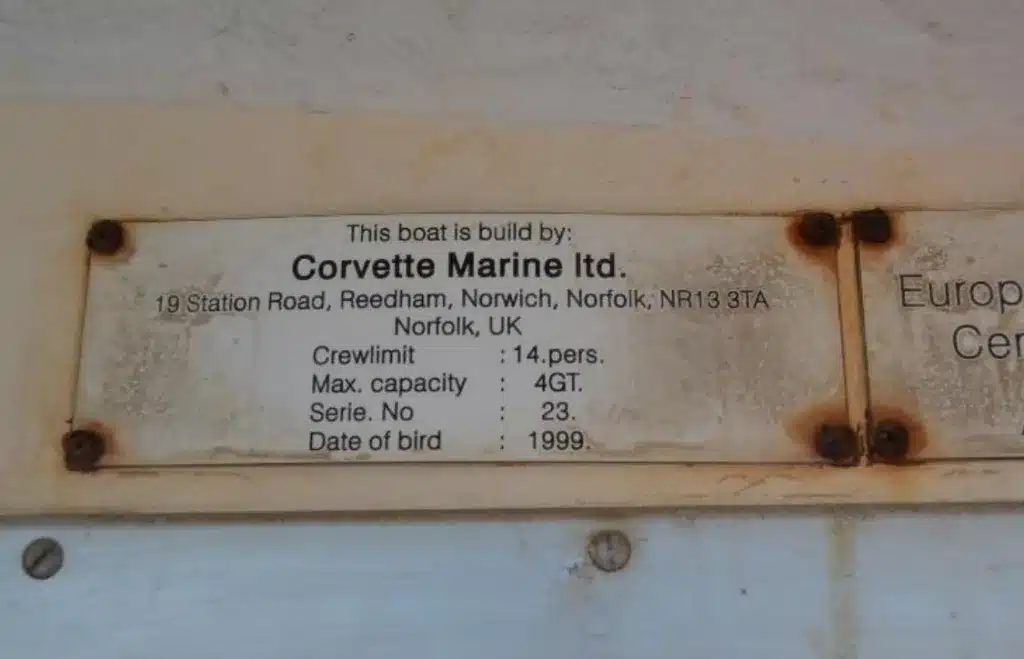 This boat is build by:
Corvette Marine ltd.
19 Station Road, Reedham, Norwich, Norfolk, NR13 3TA
Norfolk, UK
Crewlimit : 14.pers.
Max. capacity : 4GT.
Serie. No : 23.
Date of bird : 1999.
Europ
Cer